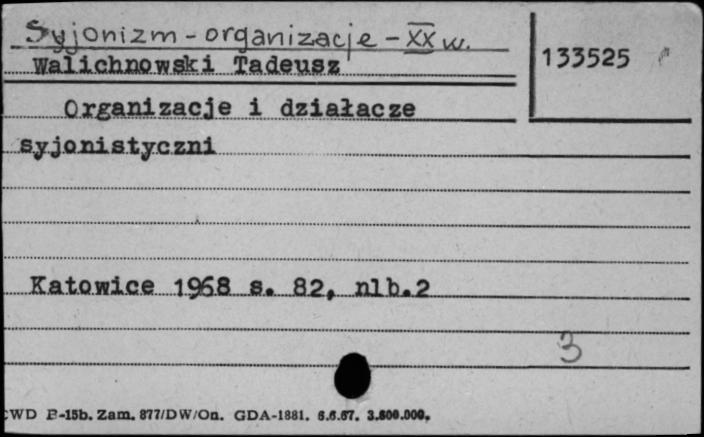 Syjonizm - organizacje - XX w.
133525
Walichnowski Tadeusz
Organizacje i działacze
syjonistyczni
Katowice 1968 s. 82, nlb.2
3
CWD B-15b. Zam. 877/DW/On. GDA-1881. 6.6.67. 3.800.000.